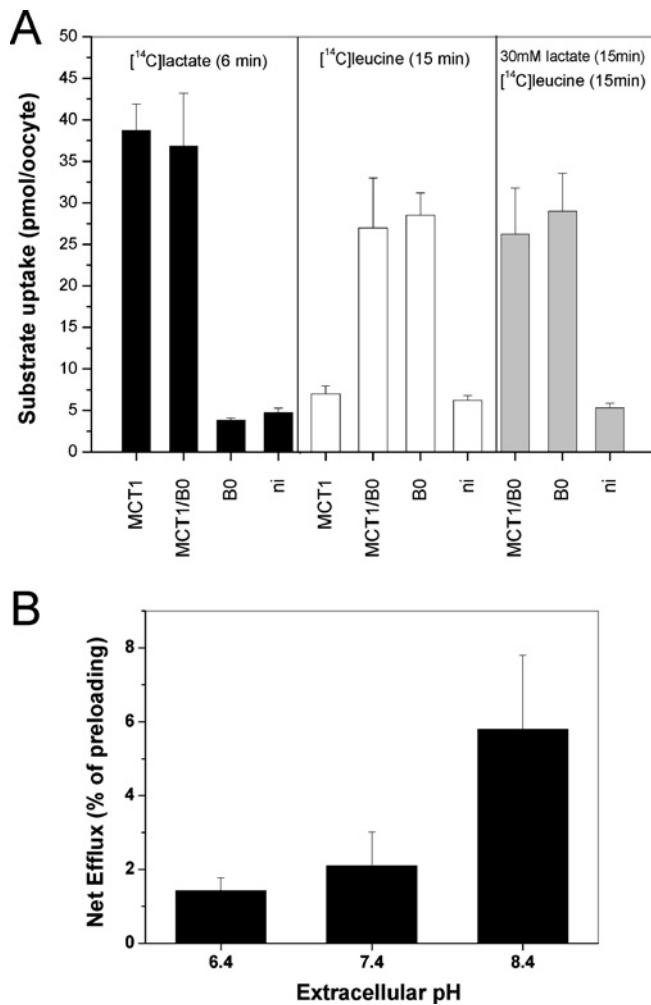 A
50
45
40
35
30
25
20
15
10
5
0
Substrate uptake (pmol/oocyte)
[¹⁴C]lactate (6 min)
[¹⁴C]leucine (15 min)
30mM lactate (15min)
[¹⁴C]leucine (15min)
MCT1
MCT1/B0
B0
ni
MCT1
MCT1/B0
B0
ni
MCT1/B0
B0
ni
B
8
6
4
2
0
Net Efflux (% of preloading)
6.4 7.4 8.4
Extracellular pH